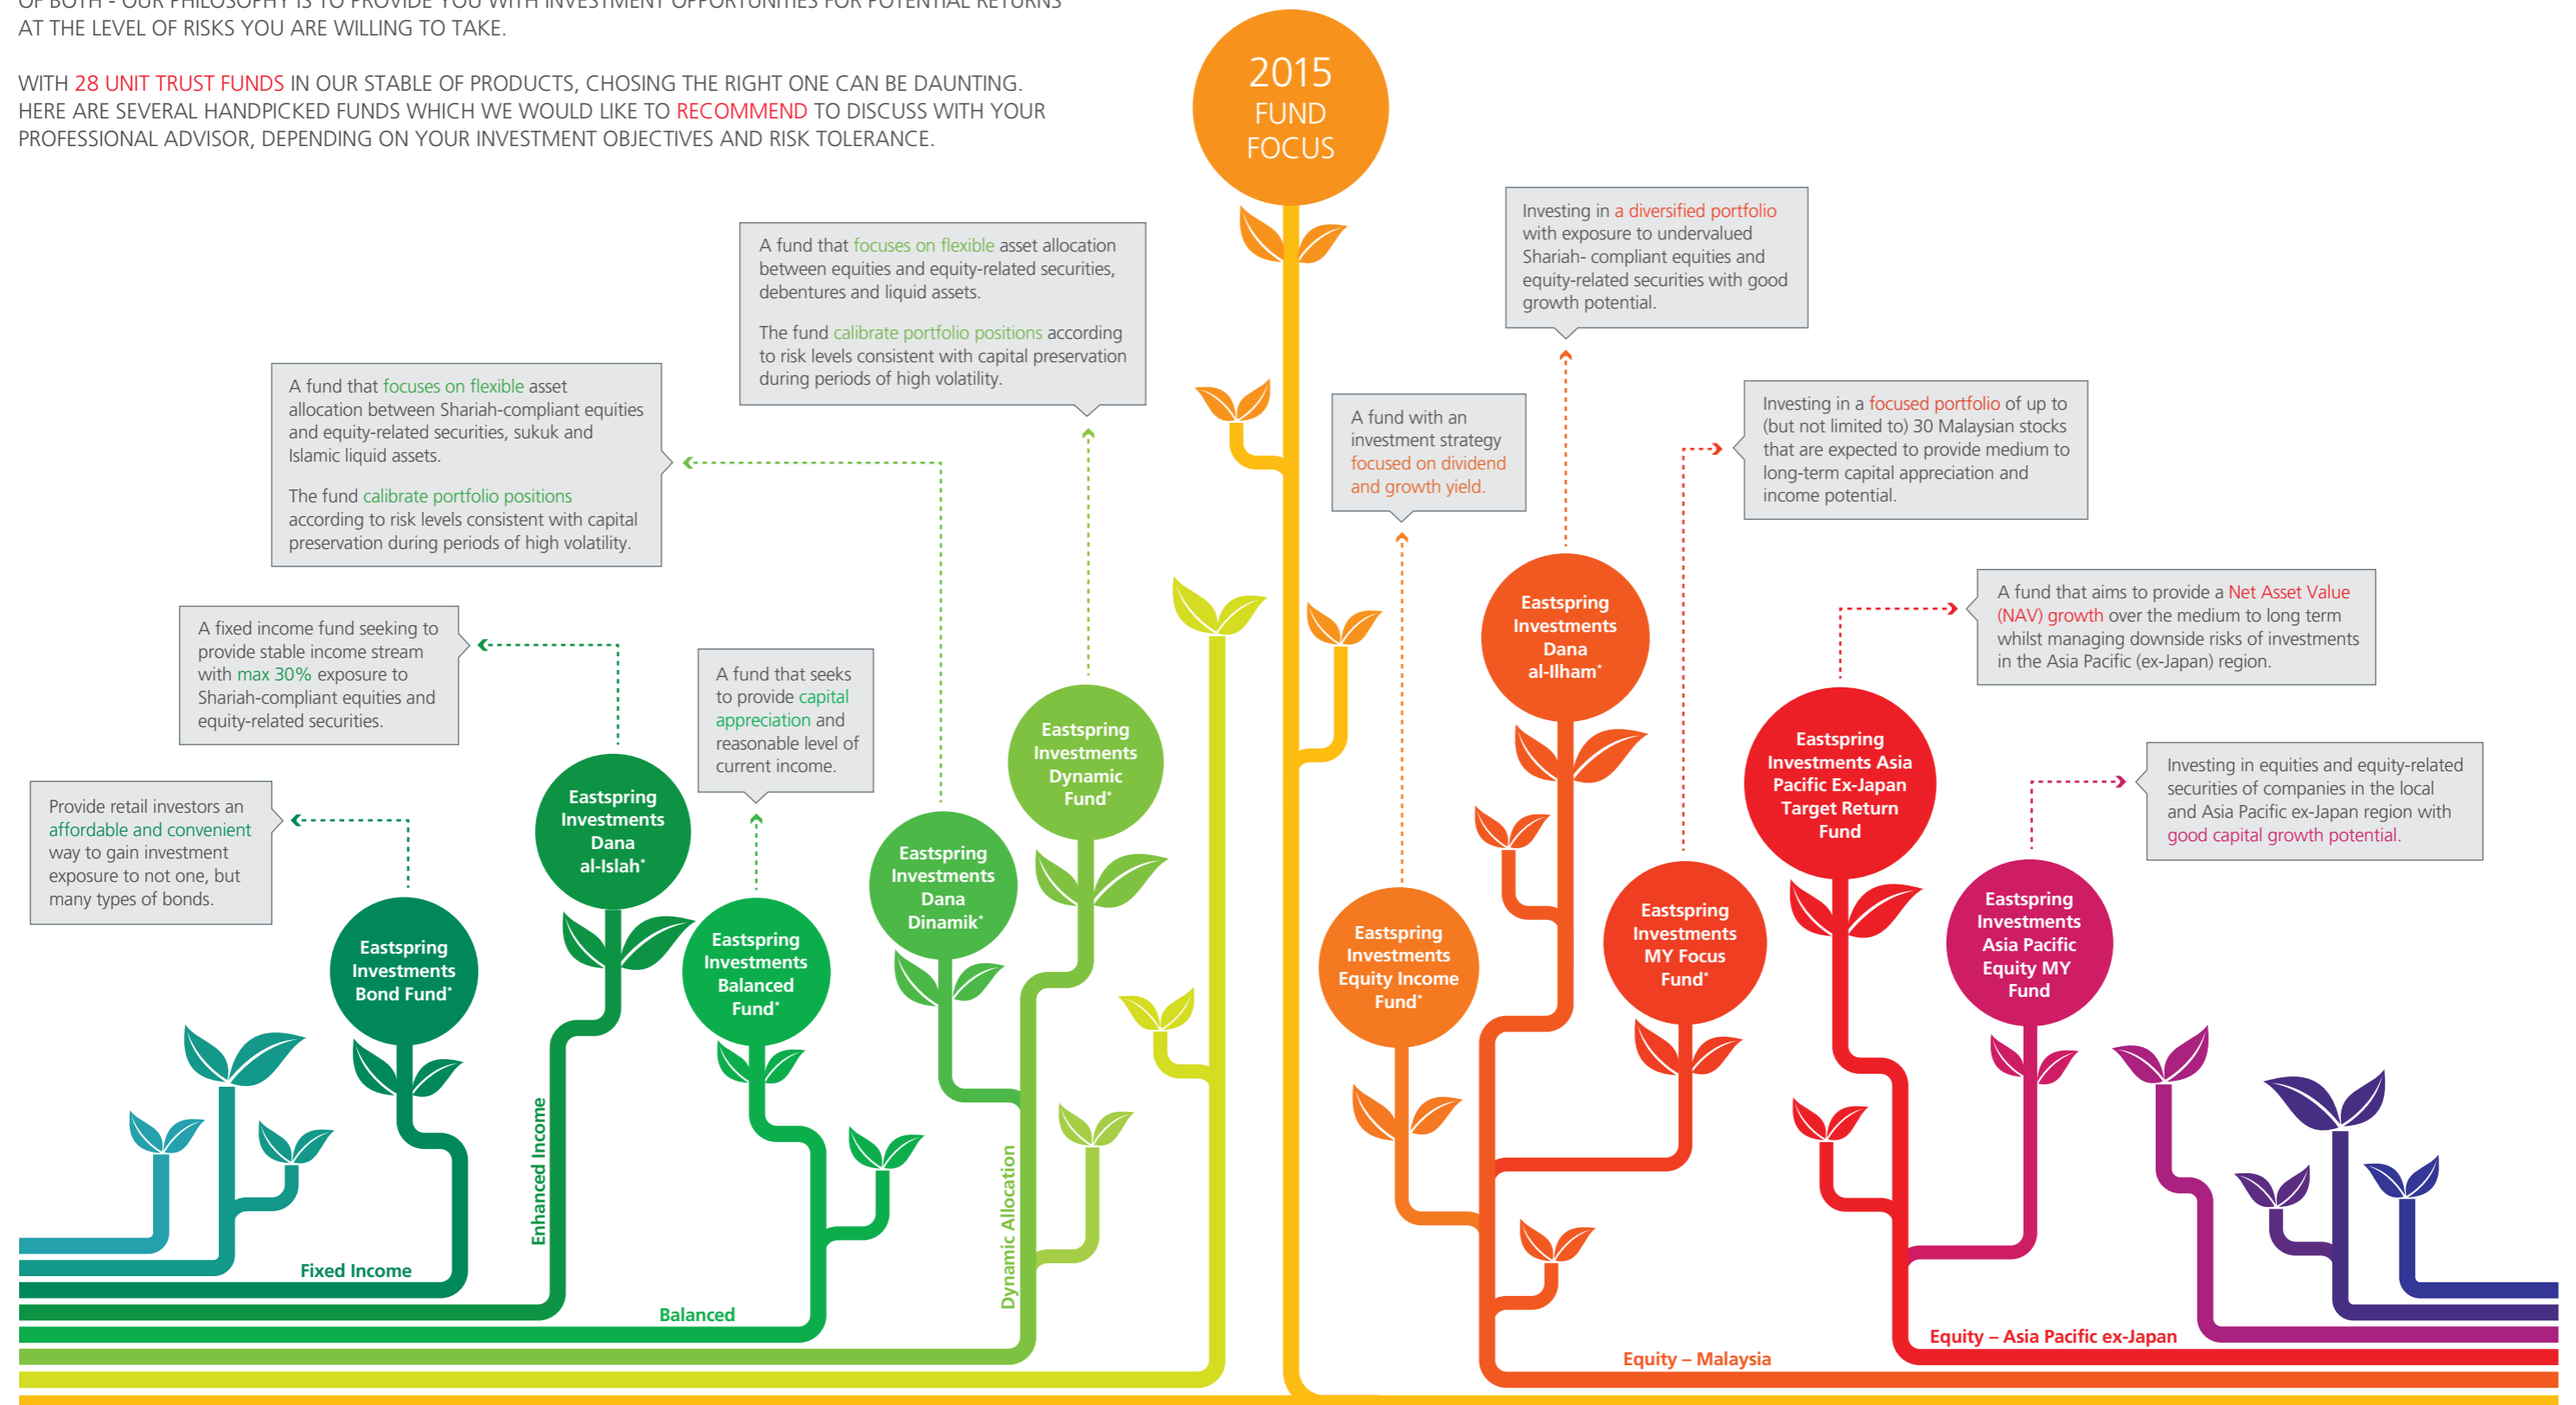 OF BOTH - OUR PHILOSOPHY IS TO PROVIDE YOU WITH INVESTMENT OPPORTUNITIES FOR POTENTIAL RETURNS
AT THE LEVEL OF RISKS YOU ARE WILLING TO TAKE.
WITH 28 UNIT TRUST FUNDS IN OUR STABLE OF PRODUCTS, CHOSING THE RIGHT ONE CAN BE DAUNTING.
HERE ARE SEVERAL HANDPICKED FUNDS WHICH WE WOULD LIKE TO RECOMMEND TO DISCUSS WITH YOUR
PROFESSIONAL ADVISOR, DEPENDING ON YOUR INVESTMENT OBJECTIVES AND RISK TOLERANCE.
2015
FUND
FOCUS
Provide retail investors an
affordable and convenient
way to gain investment
exposure to not one, but
many types of bonds.
Eastspring
Investments
Bond Fund*
Fixed Income
A fixed income fund seeking to
provide stable income stream
with max 30% exposure to
Shariah-compliant equities and
equity-related securities.
Eastspring
Investments
Dana
al-Islah*
Enhanced Income
A fund that seeks
to provide capital
appreciation and
reasonable level of
current income.
Eastspring
Investments
Balanced
Fund*
Balanced
A fund that focuses on flexible asset
allocation between Shariah-compliant equities
and equity-related securities, sukuk and
Islamic liquid assets.
The fund calibrate portfolio positions
according to risk levels consistent with capital
preservation during periods of high volatility.
Eastspring
Investments
Dana
Dinamik*
A fund that focuses on flexible asset allocation
between equities and equity-related securities,
debentures and liquid assets.
The fund calibrate portfolio positions according
to risk levels consistent with capital preservation
during periods of high volatility.
Eastspring
Investments
Dynamic
Fund*
Dynamic Allocation
A fund with an
investment strategy
focused on dividend
and growth yield.
Eastspring
Investments
Equity Income
Fund*
Investing in a diversified portfolio
with exposure to undervalued
Shariah- compliant equities and
equity-related securities with good
growth potential.
Eastspring
Investments
Dana
al-Ilham*
Investing in a focused portfolio of up to
(but not limited to) 30 Malaysian stocks
that are expected to provide medium to
long-term capital appreciation and
income potential.
Eastspring
Investments
MY Focus
Fund*
Equity – Malaysia
A fund that aims to provide a Net Asset Value
(NAV) growth over the medium to long term
whilst managing downside risks of investments
in the Asia Pacific (ex-Japan) region.
Eastspring
Investments Asia
Pacific Ex-Japan
Target Return
Fund
Investing in equities and equity-related
securities of companies in the local
and Asia Pacific ex-Japan region with
good capital growth potential.
Eastspring
Investments
Asia Pacific
Equity MY
Fund
Equity – Asia Pacific ex-Japan